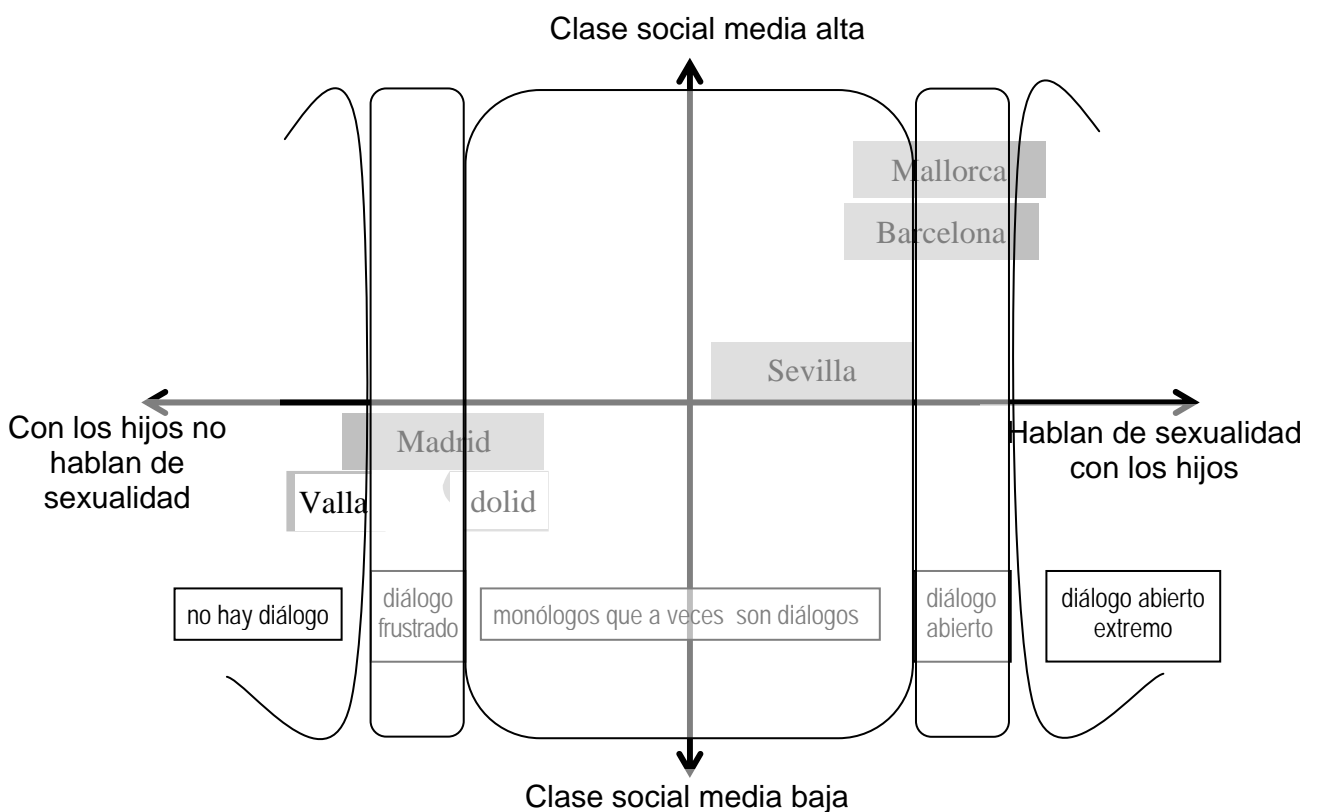 Clase social media alta
Mallorca
Barcelona
Sevilla
Con los hijos no
hablan de
sexualidad
Madrid
Hablan de sexualidad
con los hijos
Valla dolid
no hay diálogo
diálogo
frustrado
monólogos que a veces son diálogos
diálogo
abierto
diálogo abierto
extremo
Clase social media baja